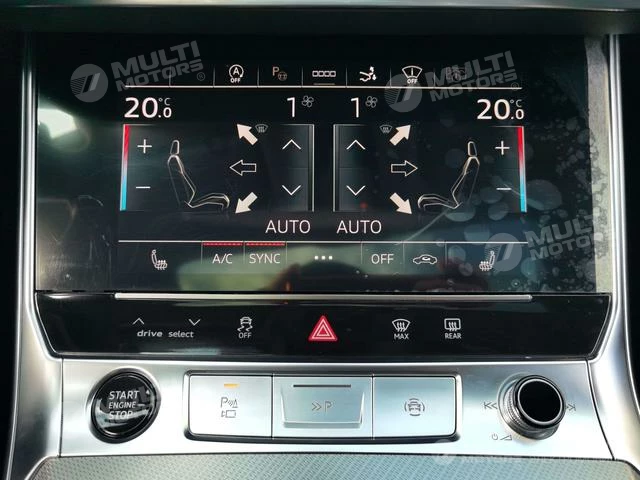 MULTI MOTORS
MULTI MOTORS
A OFF P OFF
20.0 °C 1 1 20.0 °C
+ +
− −
AUTO AUTO
MULTI MOTORS
A/C SYNC ••• OFF
drive select OFF MAX REAR
START ENGINE STOP
P >>P